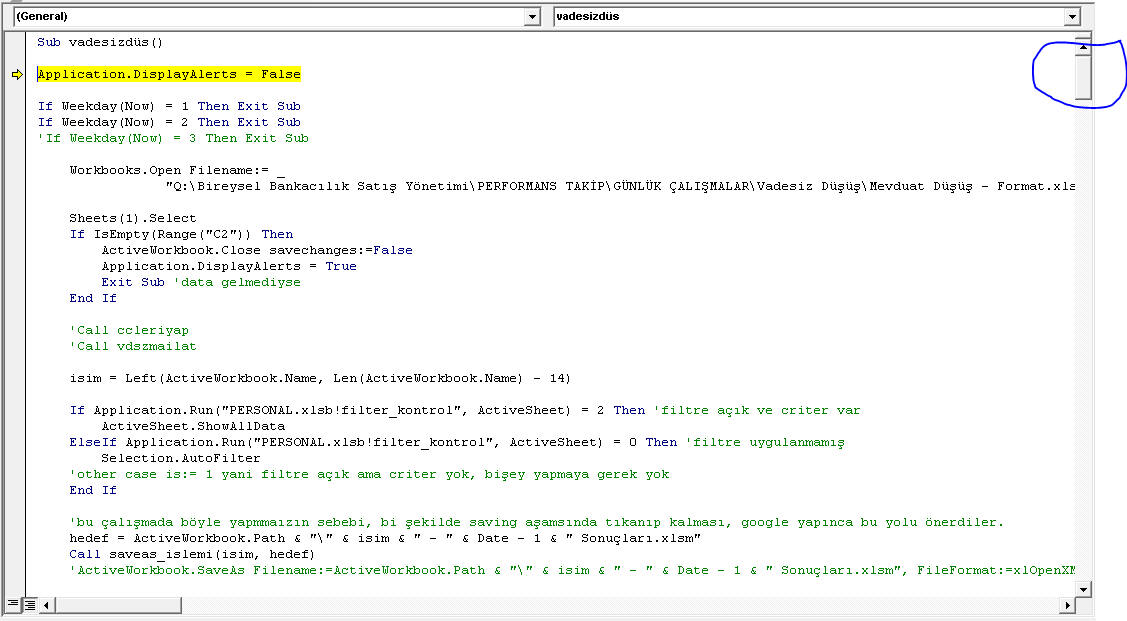 (General) vadesizdüs
Sub vadesizdüs()
Application.DisplayAlerts = False
If Weekday(Now) = 1 Then Exit Sub
If Weekday(Now) = 2 Then Exit Sub
'If Weekday(Now) = 3 Then Exit Sub
Workbooks.Open Filename:= _
"Q:\Bireysel Bankacılık Satış Yönetimi\PERFORMANS TAKİP\GÜNLÜK ÇALIŞMALAR\Vadesiz Düşüş\Mevduat Düşüş - Format.xls
Sheets(1).Select
If IsEmpty(Range("C2")) Then
ActiveWorkbook.Close savechanges:=False
Application.DisplayAlerts = True
Exit Sub 'data gelmediyse
End If
'Call ccleriyap
'Call vdszmailat
isim = Left(ActiveWorkbook.Name, Len(ActiveWorkbook.Name) - 14)
If Application.Run("PERSONAL.xlsb!filter_kontrol", ActiveSheet) = 2 Then 'filtre açık ve criter var
ActiveSheet.ShowAllData
ElseIf Application.Run("PERSONAL.xlsb!filter_kontrol", ActiveSheet) = 0 Then 'filtre uygulanmamış
Selection.AutoFilter
'other case is:= 1 yani filtre açık ama criter yok, bişey yapmaya gerek yok
End If
'bu çalışmada böyle yapmmaızın sebebi, bi şekilde saving aşamsında tıkanıp kalması, google yapınca bu yolu önerdiler.
hedef = ActiveWorkbook.Path & "\" & isim & " - " & Date - 1 & " Sonuçları.xlsm"
Call saveas_islemi(isim, hedef)
'ActiveWorkbook.SaveAs Filename:=ActiveWorkbook.Path & "\" & isim & " - " & Date - 1 & " Sonuçları.xlsm", FileFormat:=xlOpenXM